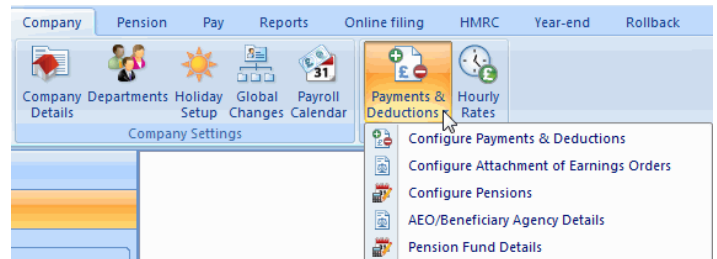 Company Pension Pay Reports Online filing HMRC Year-end Rollback
31
Company Departments Holiday Global Payroll Payments & Hourly
Details Setup Changes Calendar Deductions Rates
Company Settings
Configure Payments & Deductions
Configure Attachment of Earnings Orders
Configure Pensions
AEO/Beneficiary Agency Details
Pension Fund Details